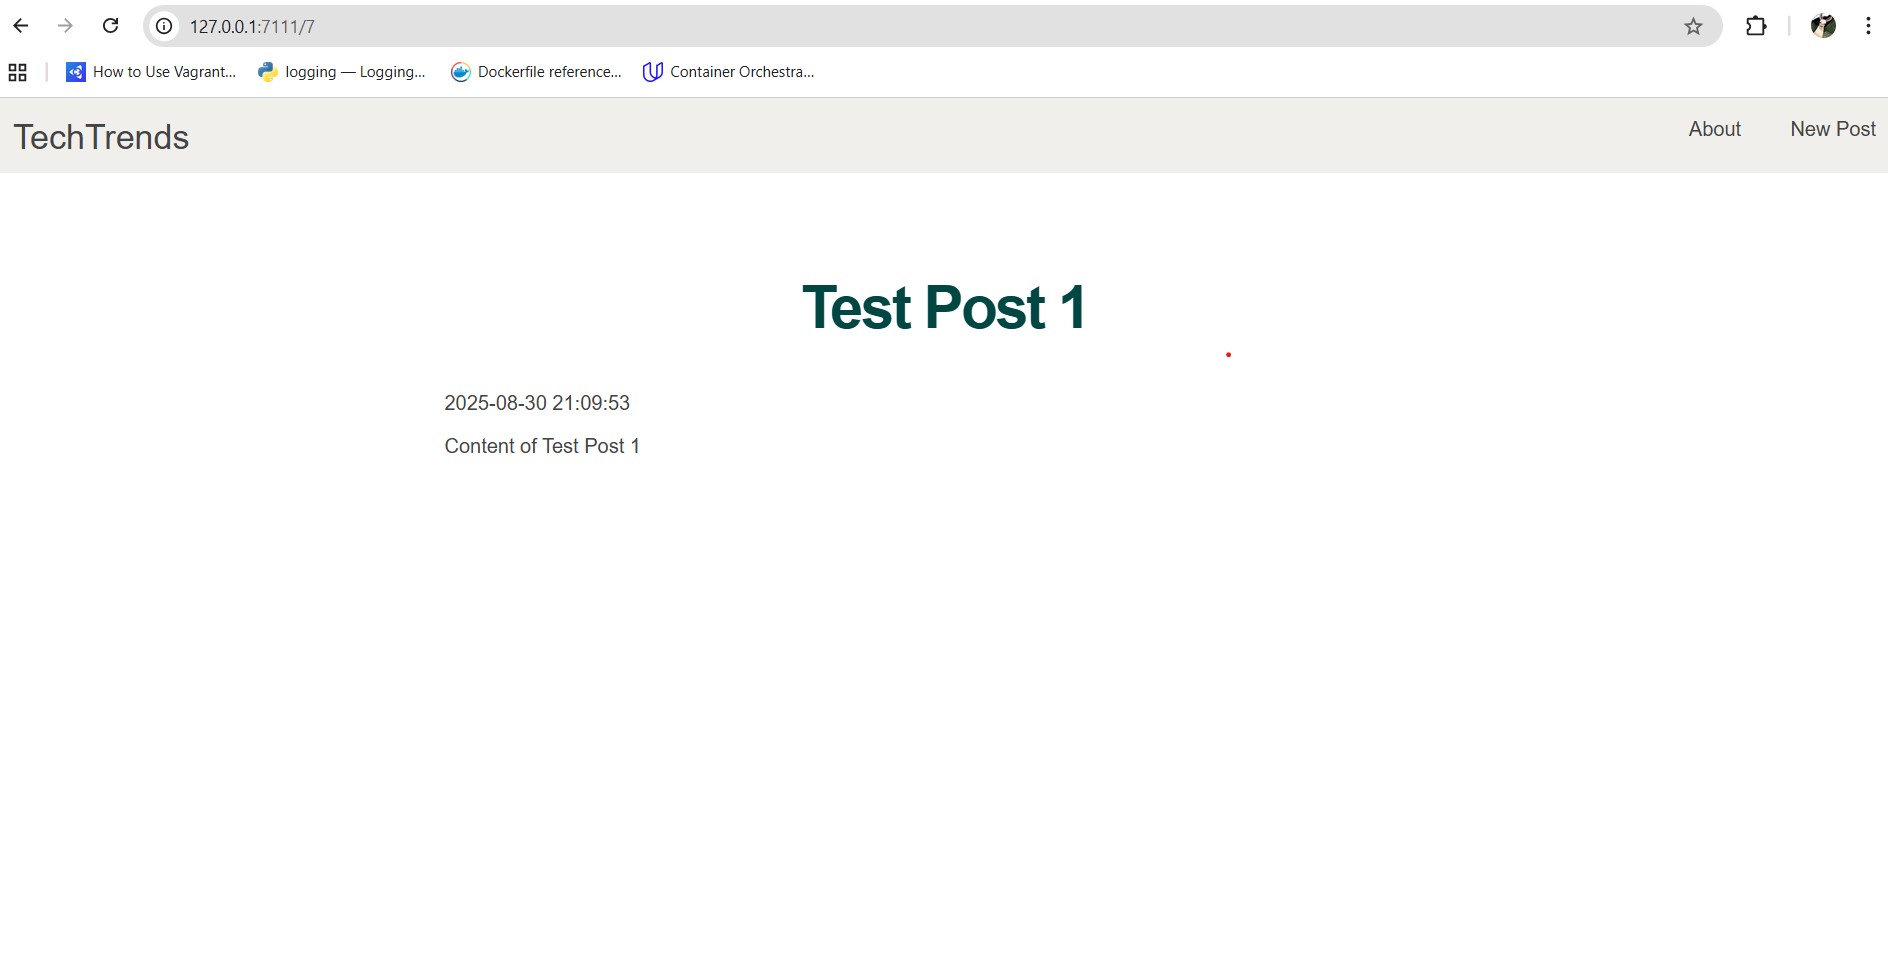 127.0.0.1:7111/7
How to Use Vagrant... logging — Logging... Dockerfile reference... Container Orchestra...
TechTrends About New Post
Test Post 1
2025-08-30 21:09:53
Content of Test Post 1